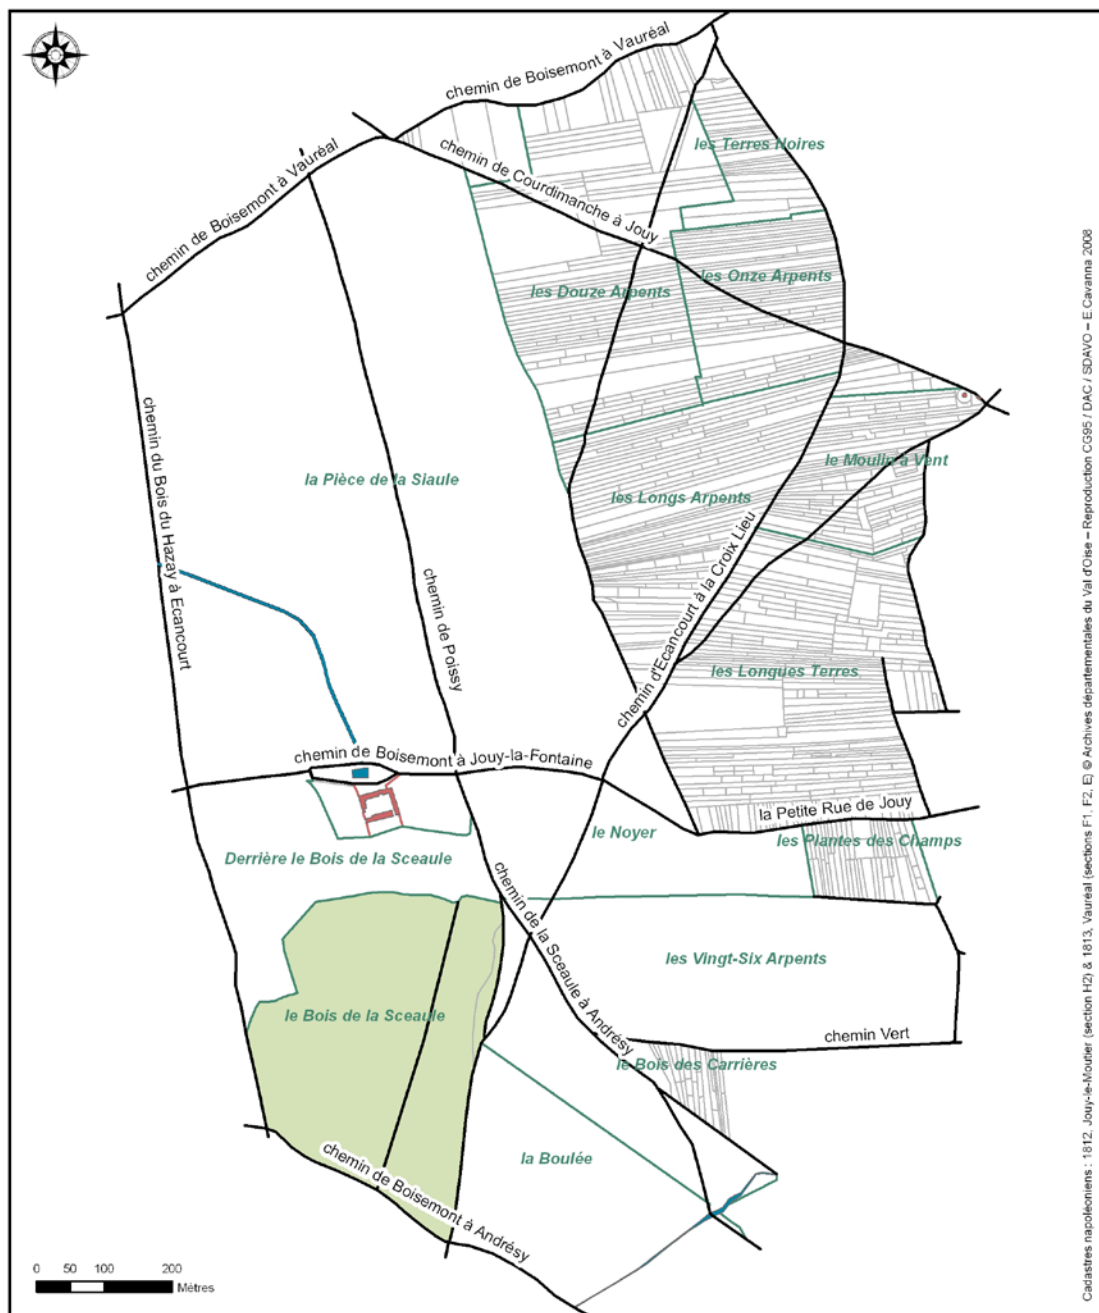 chemin de Boisemont à Vauréal
chemin de Boisemont à Vauréal
les Terres Noires
chemin de Courdimanche à Jouy
les Onze Arpents
les Douze Arpents
chemin du Bois du Hazay à Ecancourt
le Moulin à Vent
la Pièce de la Siaule
les Longs Arpents
chemin d'Ecancourt à la Croix Lieu
chemin de Poissy
les Longues Terres
chemin de Boisemont à Jouy-la-Fontaine
la Petite Rue de Jouy
le Noyer
les Plantes des Champs
Derrière le Bois de la Sceaule
chemin de la Sceaule à Andrésy
les Vingt-Six Arpents
le Bois de la Sceaule
chemin Vert
le Bois des Carrières
la Boulée
chemin de Boisemont à Andrésy
0 50 100 200
Mètres
Cadastres napoléoniens : 1812, Jouy-le-Moutier (section H2) & 1813, Vauréal (sections F1, F2, E) © Archives départementales du Val d'Oise – Reproduction CG95 / DAC / SDAVO – E.Cavanna 2008